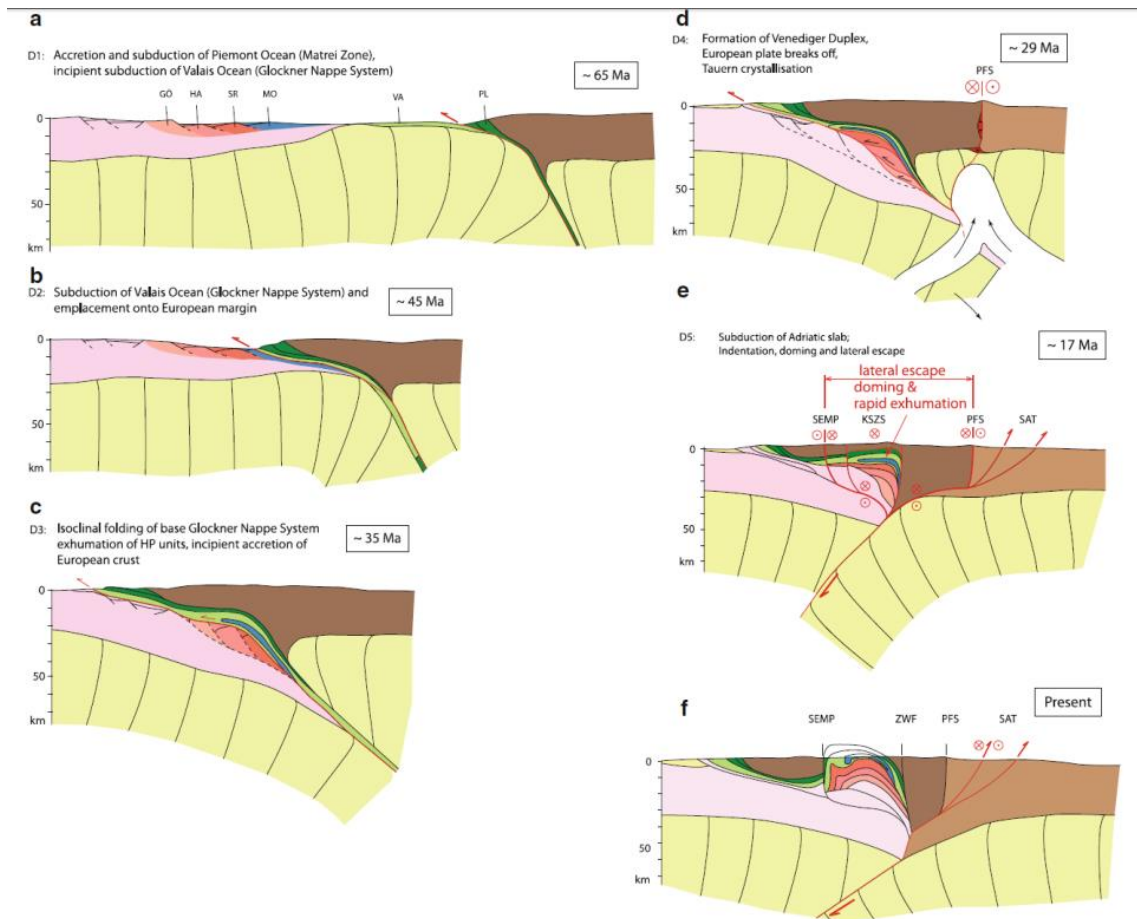 a
D1: Accretion and subduction of Piemont Ocean (Matrei Zone),
incipient subduction of Valais Ocean (Glockner Nappe System)
~ 65 Ma
GÖ HA SR MO VA PL
0
50
km
b
D2: Subduction of Valais Ocean (Glockner Nappe System) and
emplacement onto European margin
~ 45 Ma
0
50
km
c
D3: Isoclinal folding of base Glockner Nappe System
exhumation of HP units, incipient accretion of
European crust
~ 35 Ma
0
50
km
d
D4: Formation of Venediger Duplex,
European plate breaks off,
Tauern crystallisation
~ 29 Ma
PFS
0
50
km
e
D5: Subduction of Adriatic slab;
Indentation, doming and lateral escape
~ 17 Ma
lateral escape
doming &
rapid exhumation
SEMP KSZS PFS SAT
0
50
km
f
Present
SEMP ZWF PFS SAT
0
50
km